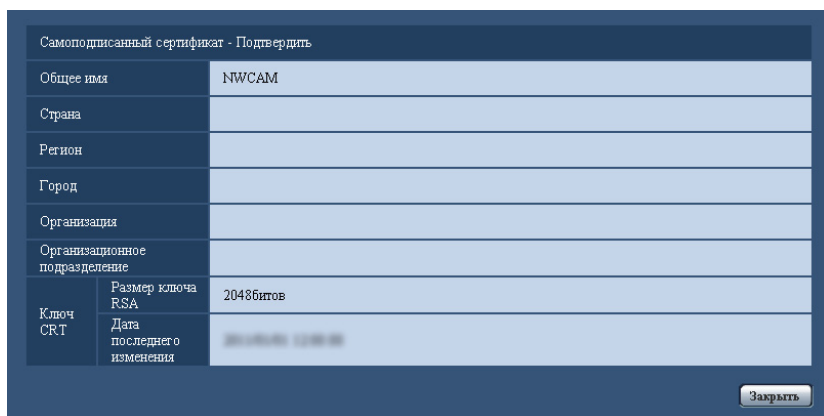 Самоподписанный сертификат - Подтвердить
Общее имя
NWCAM
Страна
Регион
Город
Организация
Организационное
подразделение
Ключ
CRT
Размер ключа
RSA
2048битов
Дата
последнего
изменения
Закрыть